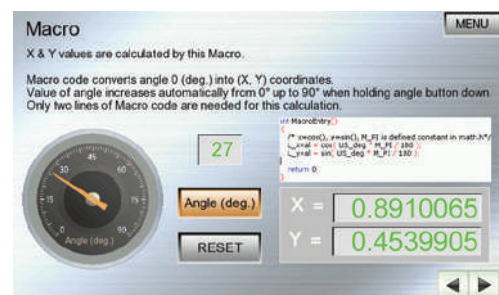 Macro
MENU
X & Y values are calculated by this Macro.
Macro code converts angle 0 (deg.) into (X, Y) coordinates.
Value of angle increases automatically from 0° up to 90° when holding angle button down.
Only two lines of Macro code are needed for this calculation.
int MacroEntry()
{
/* x=cos(), y=sin(), M_PI is defined constant in math.h*/
_xval = cos( US_deg * M_PI / 180 );
_yval = sin( US_deg * M_PI / 180 );
return 0;
}
0
15
30
45
60
75
90
Angle (deg.)
27
Angle (deg.)
RESET
X = 0.8910065
Y = 0.4539905